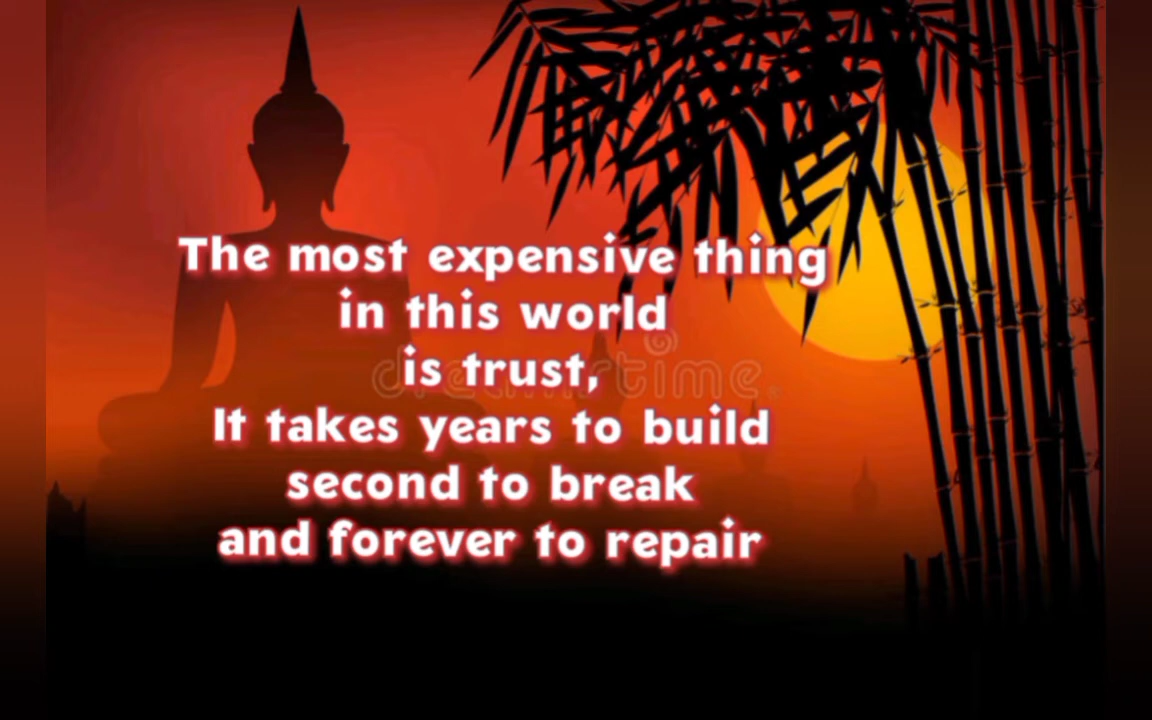 The most expensive thing
in this world
is trust,
It takes years to build
second to break
and forever to repair